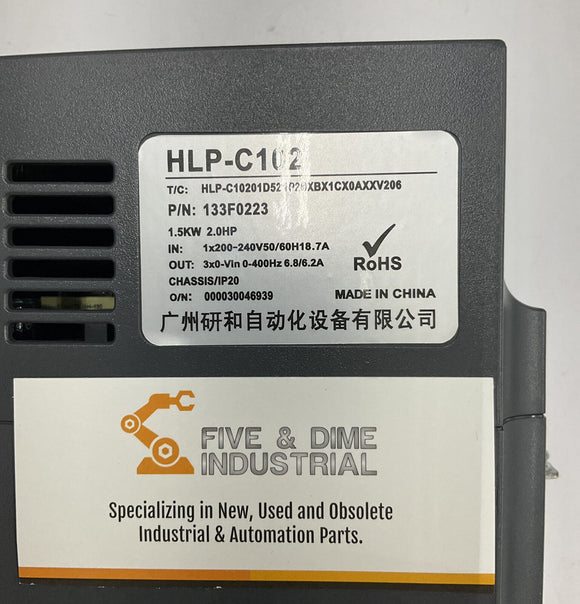 HLP-C102
T/C: HLP-C10201D521P20XBX1CX0AXXV206
P/N: 133F0223
1.5KW 2.0HP
IN: 1x200-240V50/60H18.7A
OUT: 3x0-Vin 0-400Hz 6.8/6.2A
RoHS
CHASSIS/IP20
O/N: 000030046939
MADE IN CHINA
广州研和自动化设备有限公司
FIVE & DIME
INDUSTRIAL
Specializing in New, Used and Obsolete
Industrial & Automation Parts.